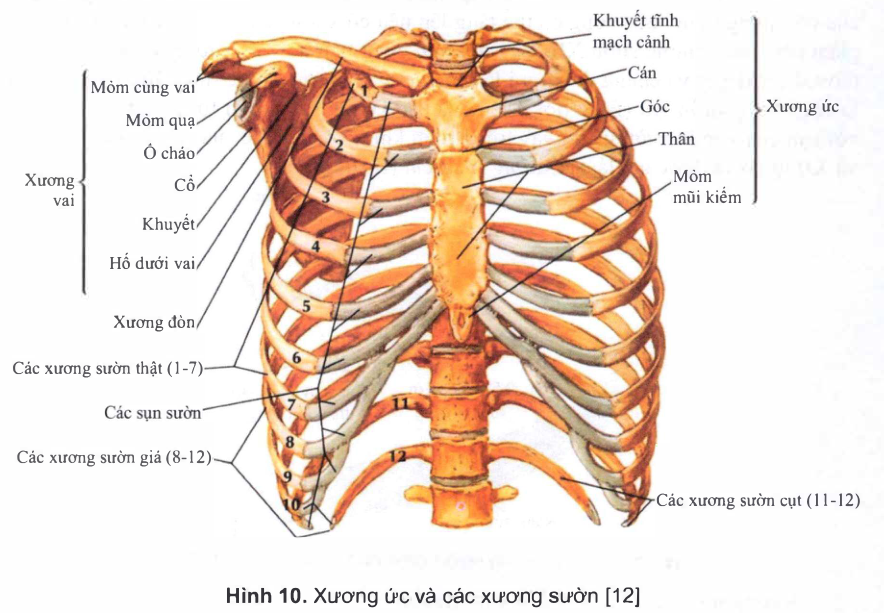 Khuyết tĩnh
mạch cảnh
Cán
Góc
Thân
Mỏm
mũi kiếm
Xương ức
Mỏm cùng vai
Mỏm quạ
Ổ chảo
Cổ
Khuyết
Hố dưới vai
Xương
vai
Xương đòn
Các xương sườn thật (1-7)
Các sụn sườn
Các xương sườn giả (8-12)
1
2
3
4
5
6
7
8
9
10
11
12
Các xương sườn cụt (11-12)
Hình 10. Xương ức và các xương sườn [12]